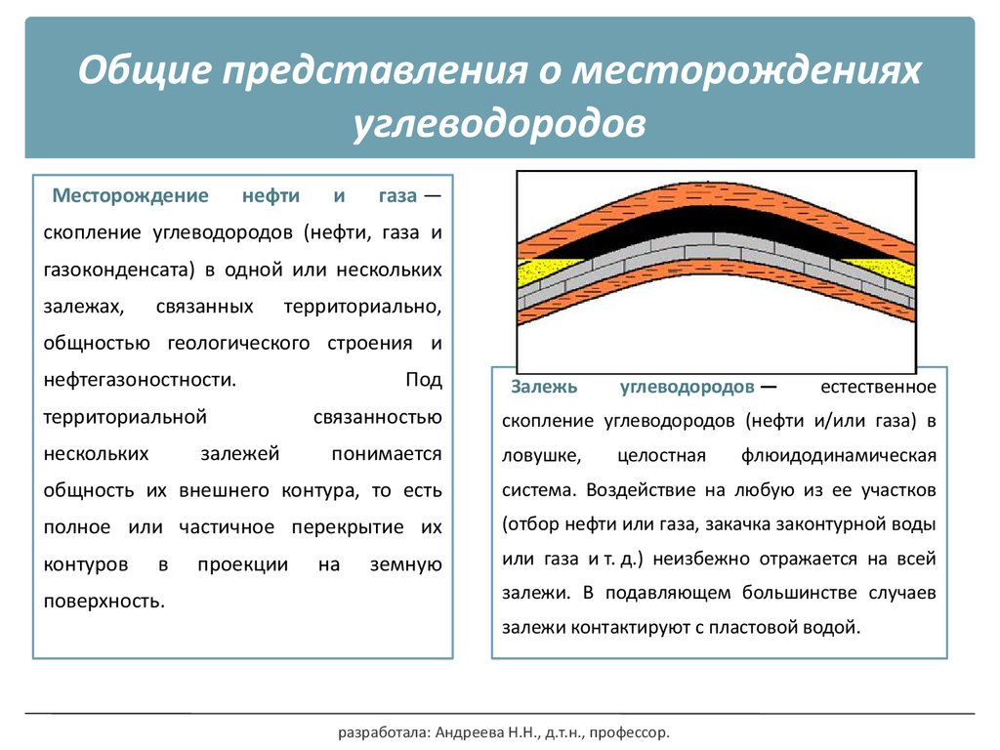 Общие представления о месторождениях
углеводородов
Месторождение нефти и газа —
скопление углеводородов (нефти, газа и
газоконденсата) в одной или нескольких
залежах, связанных территориально,
общностью геологического строения и
нефтегазоностности. Под
территориальной связанностью
нескольких залежей понимается
общность их внешнего контура, то есть
полное или частичное перекрытие их
контуров в проекции на земную
поверхность.
Залежь углеводородов — естественное
скопление углеводородов (нефти и/или газа) в
ловушке, целостная флюидодинамическая
система. Воздействие на любую из ее участков
(отбор нефти или газа, закачка законтурной воды
или газа и т. д.) неизбежно отражается на всей
залежи. В подавляющем большинстве случаев
залежи контактируют с пластовой водой.
разработала: Андреева Н.Н., д.т.н., профессор.